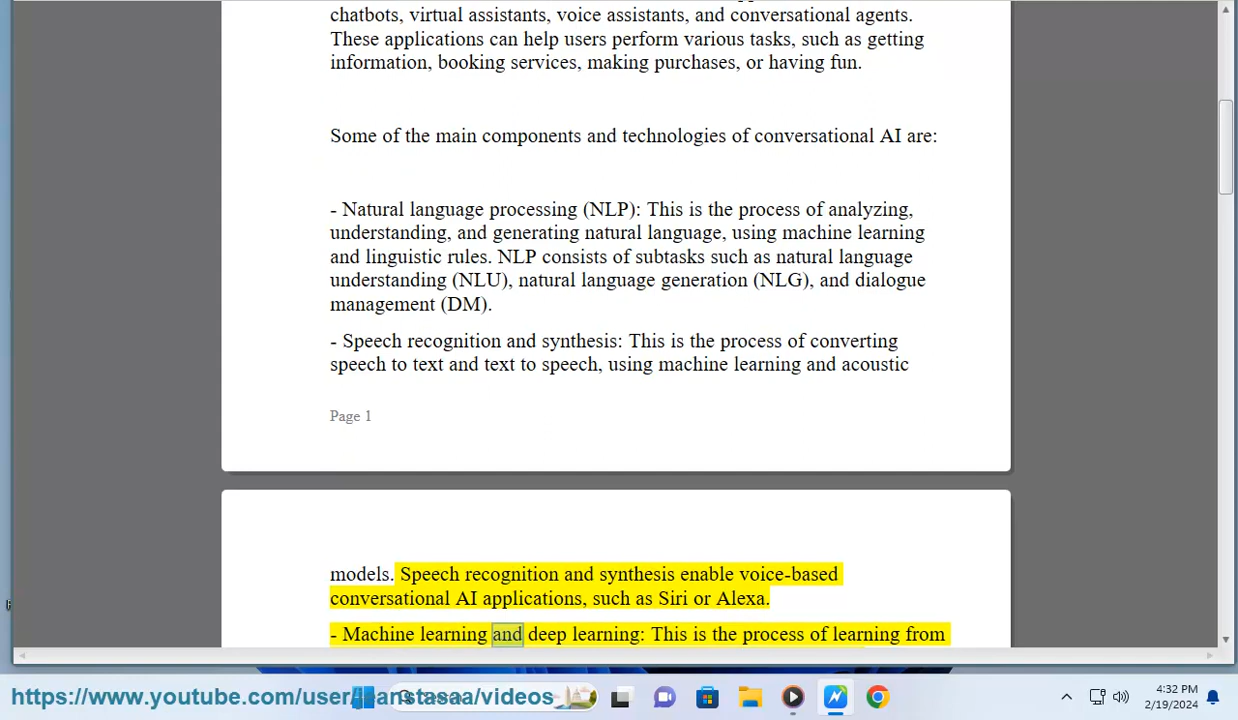 chatbots, virtual assistants, voice assistants, and conversational agents.
These applications can help users perform various tasks, such as getting
information, booking services, making purchases, or having fun.
Some of the main components and technologies of conversational AI are:
- Natural language processing (NLP): This is the process of analyzing,
understanding, and generating natural language, using machine learning
and linguistic rules. NLP consists of subtasks such as natural language
understanding (NLU), natural language generation (NLG), and dialogue
management (DM).
- Speech recognition and synthesis: This is the process of converting
speech to text and text to speech, using machine learning and acoustic
Page 1
models. Speech recognition and synthesis enable voice-based
conversational AI applications, such as Siri or Alexa.
- Machine learning and deep learning: This is the process of learning from
https://www.youtube.com/user/jeanstasaa/videos
4:32 PM
2/19/2024